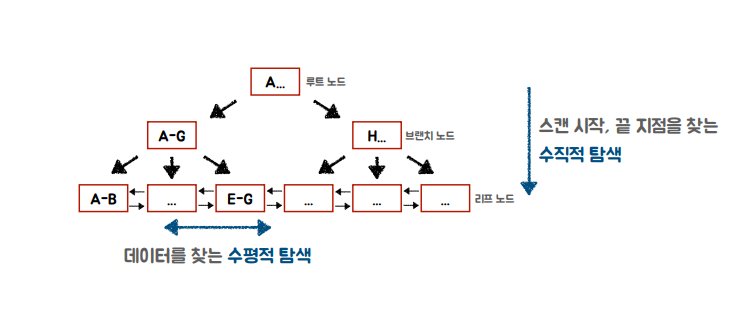 A... 루트 노드
A-G
H... 브랜치 노드
스캔 시작, 끝 지점을 찾는
수직적 탐색
A-B
...
E-G
...
...
...
리프 노드
데이터를 찾는 수평적 탐색